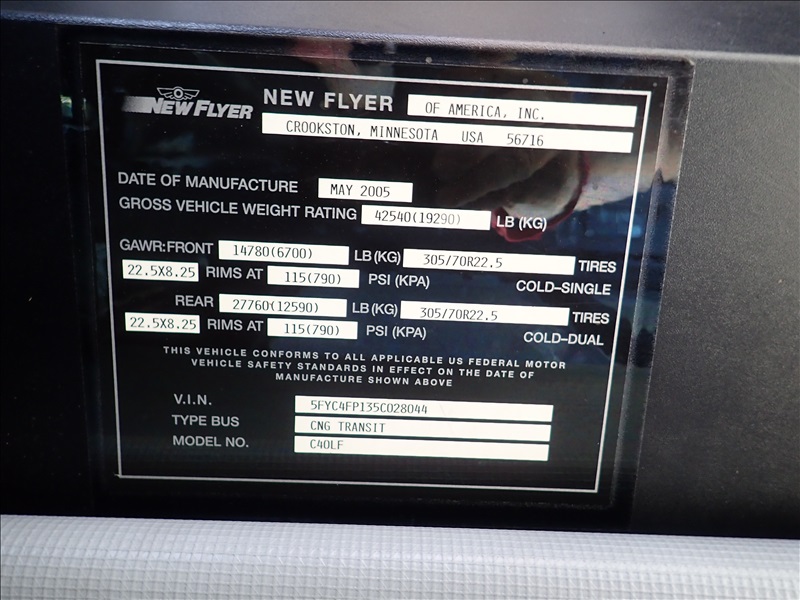 NEW FLYER NEW FLYER OF AMERICA, INC.
CROOKSTON, MINNESOTA USA 56716
DATE OF MANUFACTURE MAY 2005
GROSS VEHICLE WEIGHT RATING 42540(19290) LB (KG)
GAWR: FRONT 14780(6700) LB (KG) 305/70R22.5 TIRES
22.5X8.25 RIMS AT 115(790) PSI (KPA) COLD-SINGLE
REAR 27760(12590) LB (KG) 305/70R22.5 TIRES
22.5X8.25 RIMS AT 115(790) PSI (KPA) COLD-DUAL
THIS VEHICLE CONFORMS TO ALL APPLICABLE US FEDERAL MOTOR
VEHICLE SAFETY STANDARDS IN EFFECT ON THE DATE OF
MANUFACTURE SHOWN ABOVE
V.I.N. 5FYC4FP135C028044
TYPE BUS CNG TRANSIT
MODEL NO. C40LF